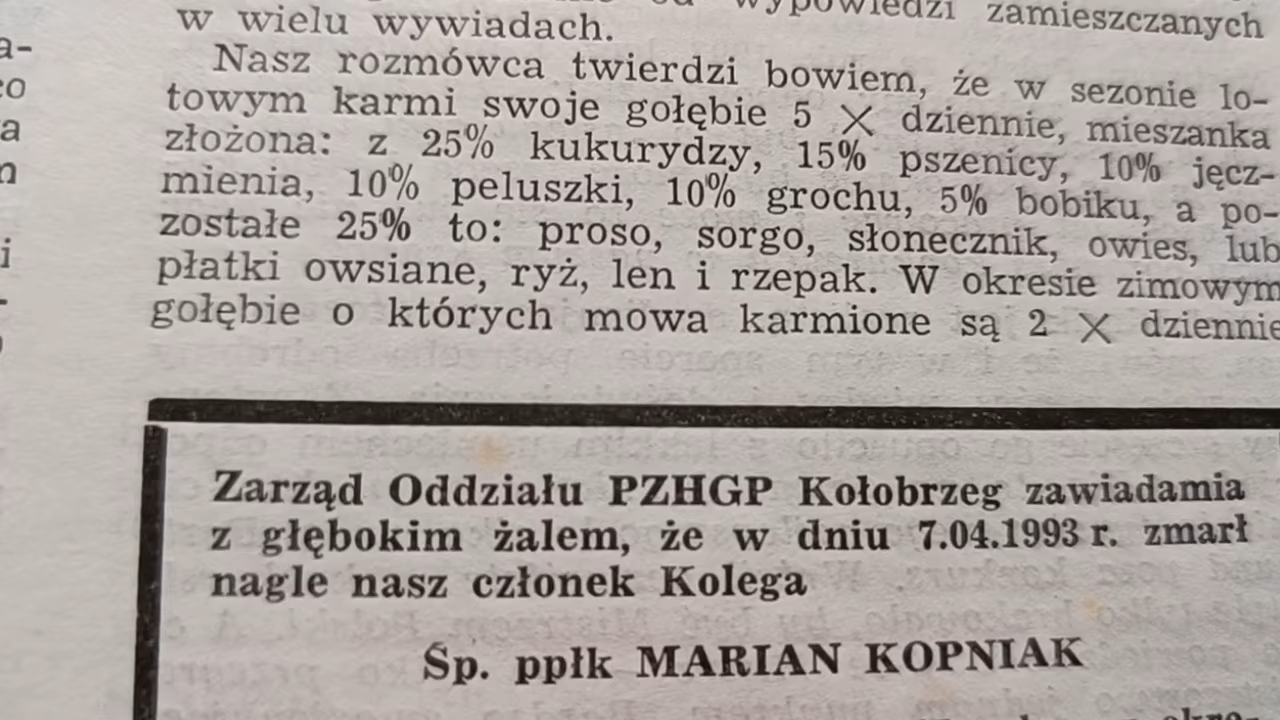 wypowiedzi zamieszczanych
w wielu wywiadach.
Nasz rozmówca twierdzi bowiem, że w sezonie lo-
towym karmi swoje gołębie 5 × dziennie, mieszanka
złożona: z 25% kukurydzy, 15% pszenicy, 10% jęcz-
mienia, 10% peluszki, 10% grochu, 5% bobiku, a po-
zostałe 25% to: proso, sorgo, słonecznik, owies, lub
płatki owsiane, ryż, len i rzepak. W okresie zimowym
gołębie o których mowa karmione są 2 × dziennie
Zarząd Oddziału PZHGP Kołobrzeg zawiadamia
z głębokim żalem, że w dniu 7.04.1993 r. zmarł
nagle nasz członek Kolega
Śp. ppłk MARIAN KOPNIAK